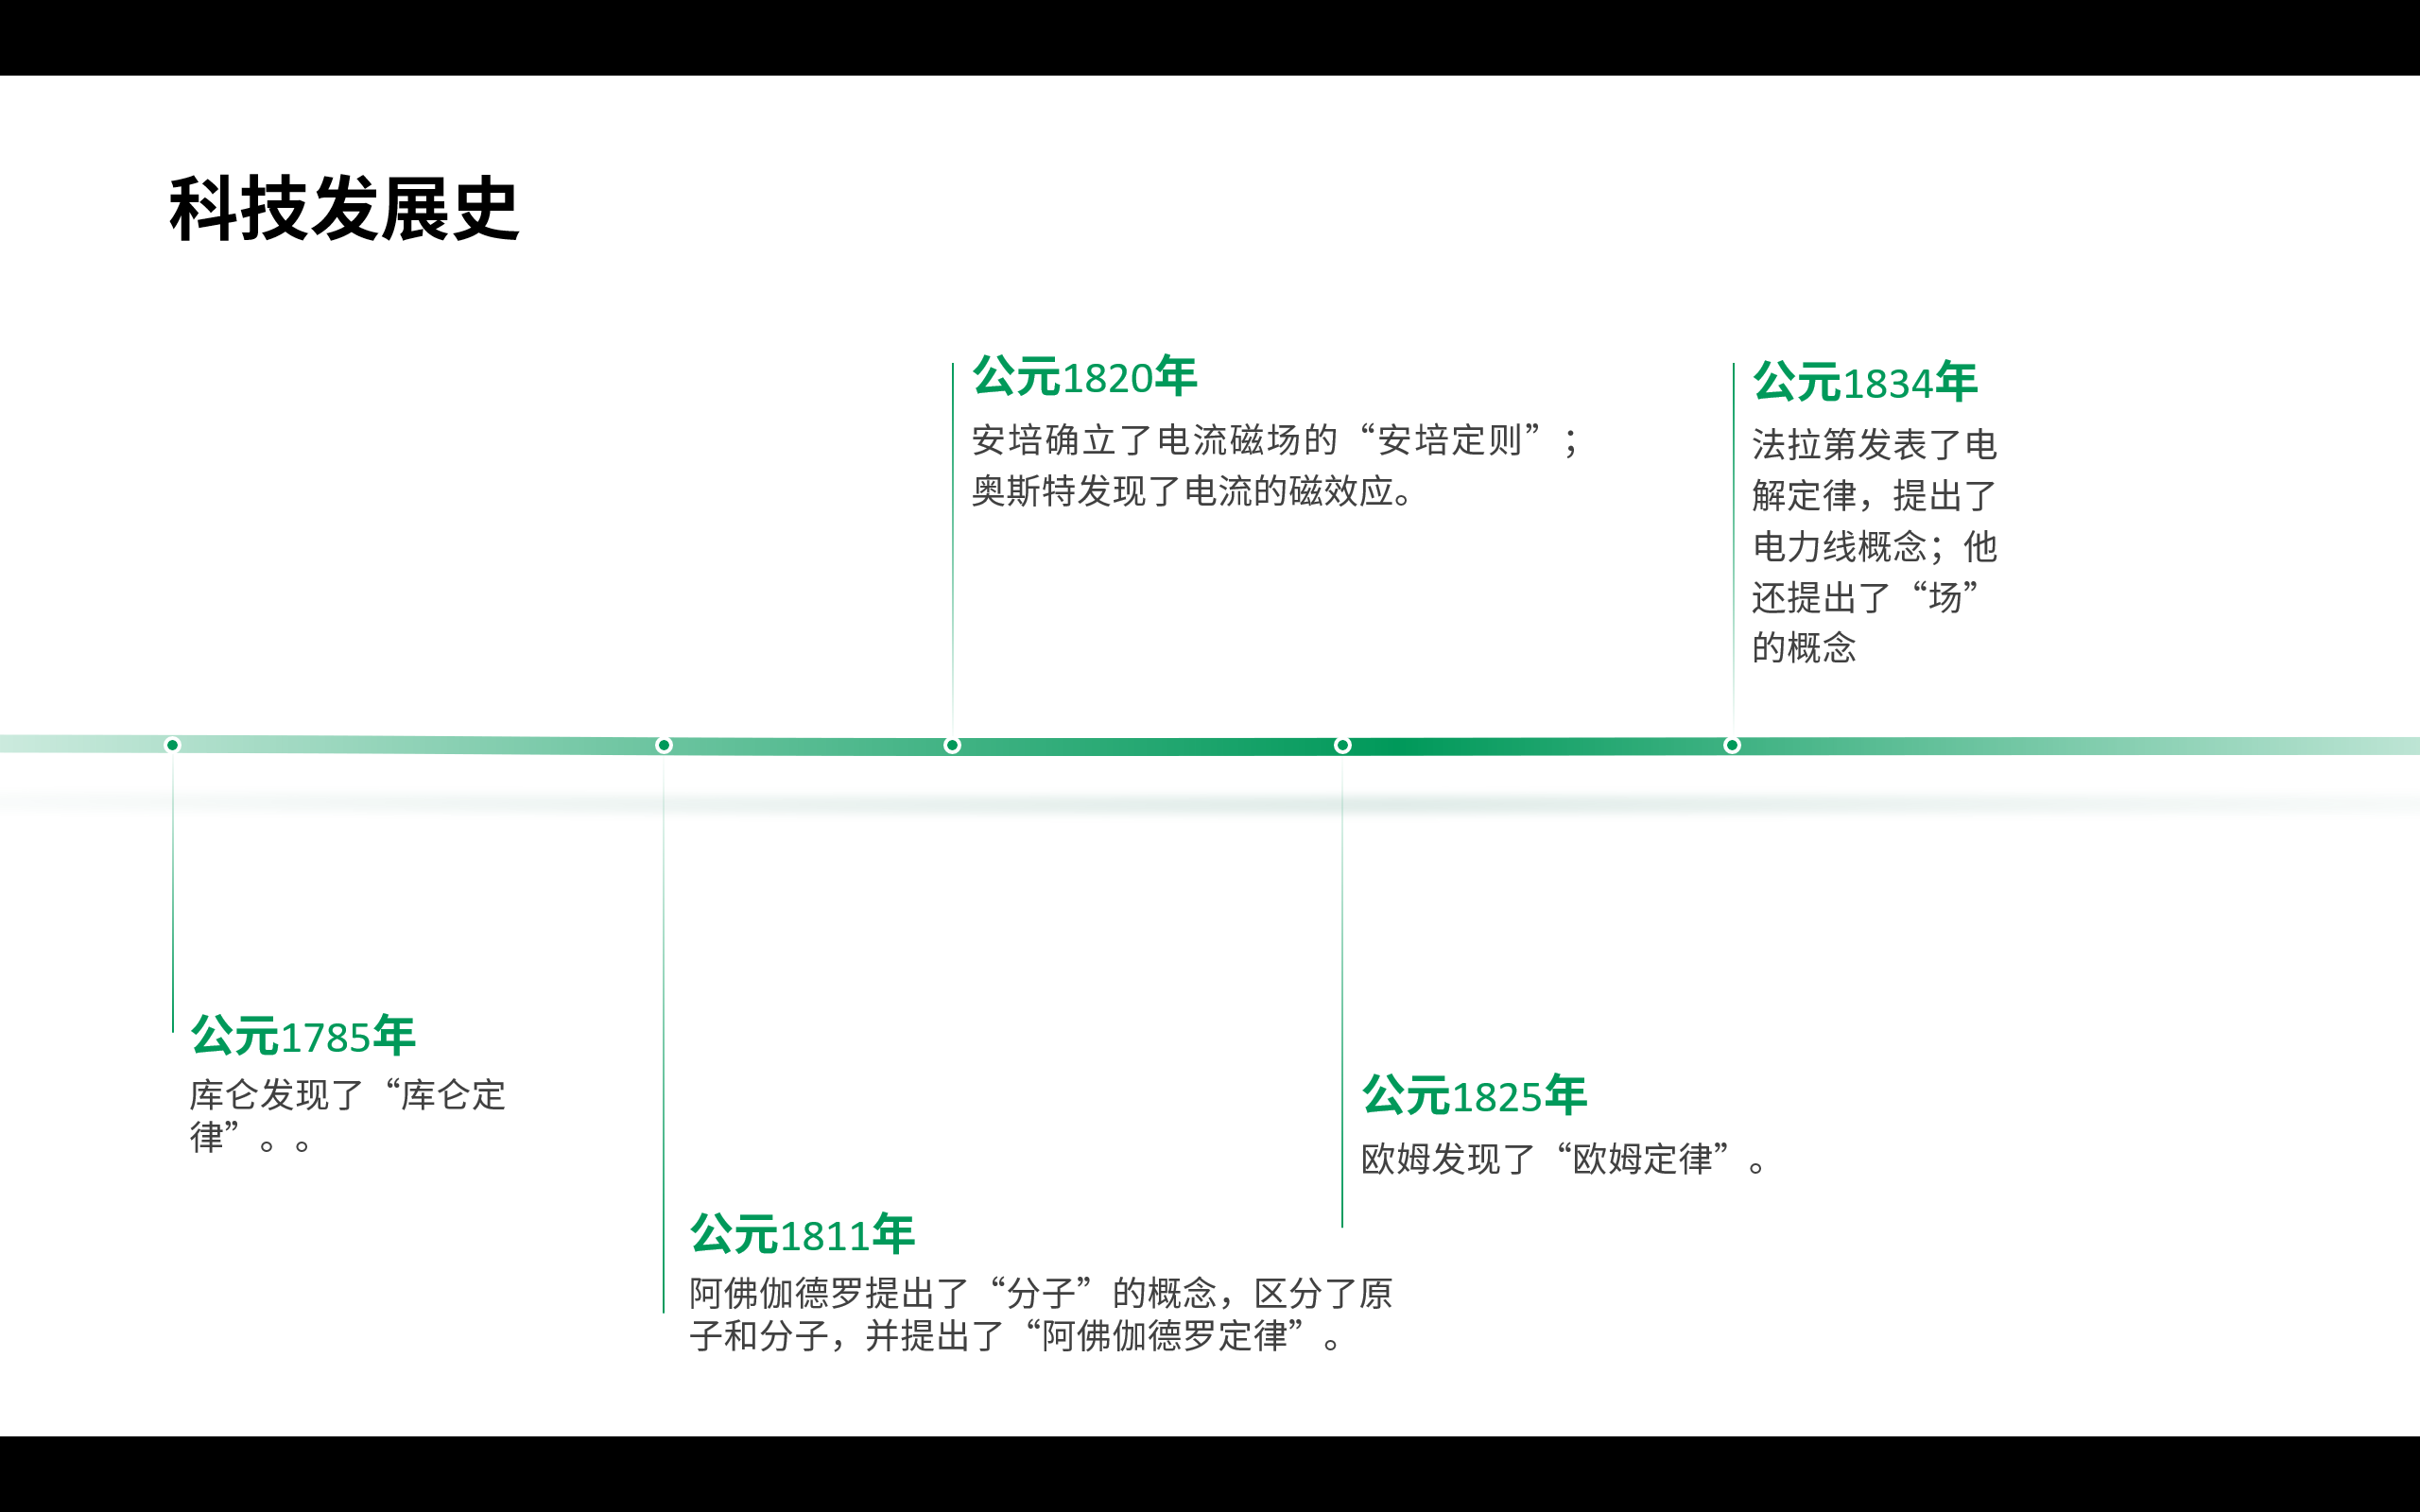 科技发展史
公元1820年
安培确立了电流磁场的“安培定则”；
奥斯特发现了电流的磁效应。
公元1834年
法拉第发表了电
解定律，提出了
电力线概念；他
还提出了“场”
的概念
公元1785年
库仑发现了“库仑定
律”。。
公元1811年
阿佛伽德罗提出了“分子”的概念，区分了原
子和分子，并提出了“阿佛伽德罗定律”。
公元1825年
欧姆发现了“欧姆定律”。